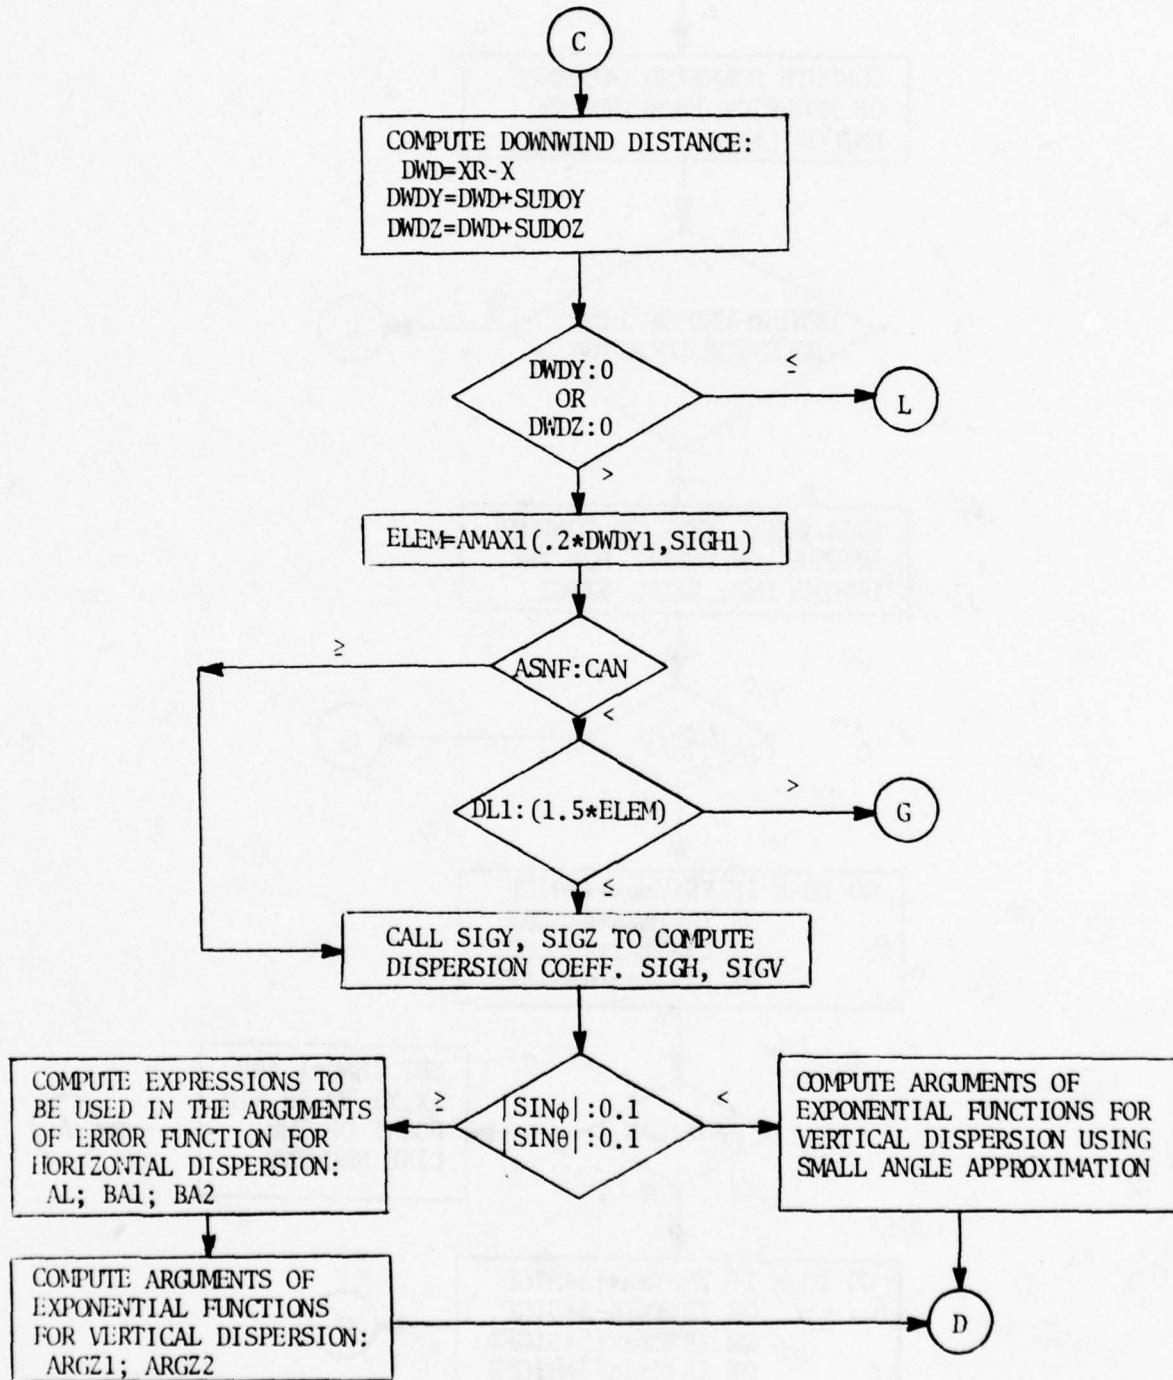 C
COMPUTE DOWNWIND DISTANCE:
DWD=XR-X
DWDY=DWD+SUDOY
DWDZ=DWD+SUDOZ
DWDY:0
OR
DWDZ:0
≤
L
>
ELEM=AMAX1(.2*DWDY1,SIGH1)
ASNF:CAN
≥
<
DL1:(1.5*ELEM)
>
G
≤
CALL SIGY, SIGZ TO COMPUTE
DISPERSION COEFF. SIGH, SIGV
|SINϕ|:0.1
|SINθ|:0.1
≥
<
COMPUTE EXPRESSIONS TO
BE USED IN THE ARGUMENTS
OF ERROR FUNCTION FOR
HORIZONTAL DISPERSION:
AL; BA1; BA2
COMPUTE ARGUMENTS OF
EXPONENTIAL FUNCTIONS FOR
VERTICAL DISPERSION USING
SMALL ANGLE APPROXIMATION
COMPUTE ARGUMENTS OF
EXPONENTIAL FUNCTIONS
FOR VERTICAL DISPERSION:
ARGZ1; ARGZ2
D